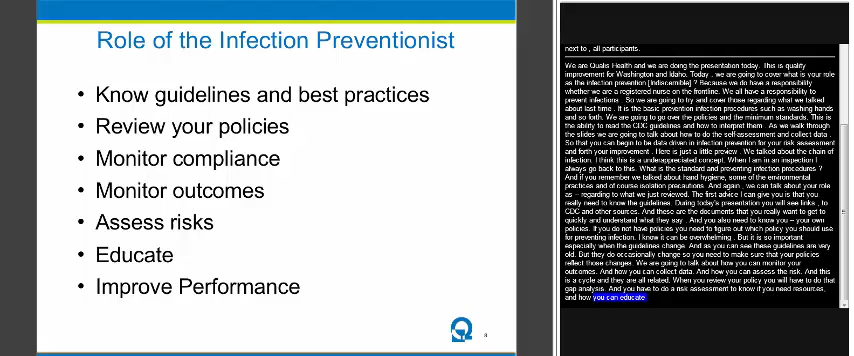 Role of the Infection Preventionist
• Know guidelines and best practices
• Review your policies
• Monitor compliance
• Monitor outcomes
• Assess risks
• Educate
• Improve Performance
8
next to , all participants.
We are Qualis Health and we are doing the presentation today. This is quality
improvement for Washington and Idaho. Today , we are going to cover what is your role
as the infection prevention [Indiscernible] ? Because we do have a responsibility
whether we are a registered nurse on the frontline. We all have a responsibility to
prevent infections . So we are going to try and cover those regarding what we talked
about last time . It is the basic prevention infection procedures such as washing hands
and so forth. We are going to go over the policies and the minimum standards. This is
the ability to read the CDC guidelines and how to interpret them . As we walk through
the slides we are going to talk about how to do the self-assessment and collect data .
So that you can begin to be data driven in infection prevention for your risk assessment
and forth your improvement . Here is just a little preview . We talked about the chain of
infection. I think this is a underappreciated concept. When I am in an inspection I
always go back to this. What is the standard and preventing infection procedures ?
And if you remember we talked about hand hygiene, some of the environmental
practices and of course isolation precautions. And again , we can talk about your role
as – regarding to what we just reviewed. The first advice I can give you is that you
really need to know the guidelines. During today's presentation you will see links , to
CDC and other sources. And these are the documents that you really want to get to
quickly and understand what they say . And you also need to know you – your own
policies. If you do not have policies you need to figure out which policy you should use
for preventing infection. I know it can be overwhelming . But it is so important
especially when the guidelines change. And as you can see these guidelines are very
old. But they do occasionally change so you need to make sure that your policies
reflect those changes. We are going to talk about how you can monitor your
outcomes. And how you can collect data. And how you can assess the risk. And this
is a cycle and they are all related. When you review your policy you will have to do that
gap analysis. And you have to do a risk assessment to know if you need resources,
and how you can educate